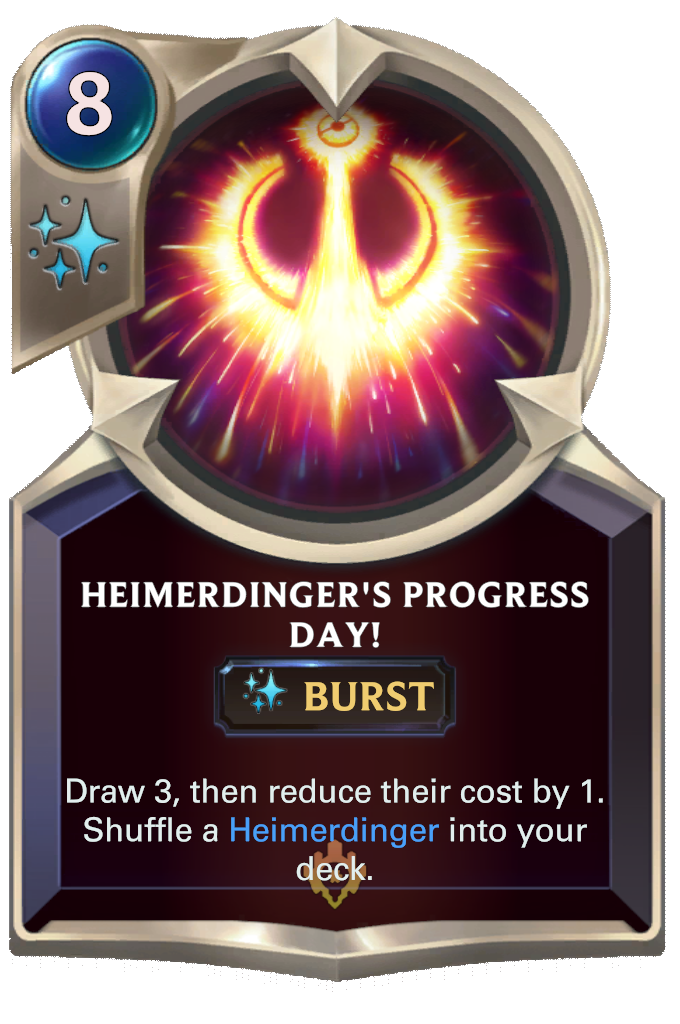 8
HEIMERDINGER'S PROGRESS
DAY!
BURST
Draw 3, then reduce their cost by 1.
Shuffle a Heimerdinger into your
deck.